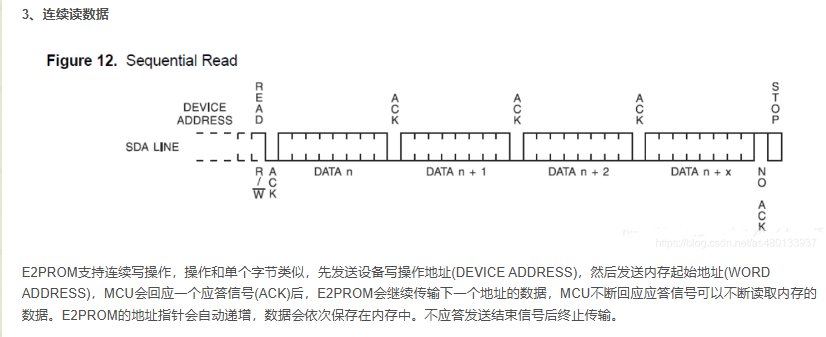 3、连续读数据
Figure 12. Sequential Read
READ
ACK
ACK
ACK
STOP
DEVICE
ADDRESS
SDA LINE
R/W
ACK
DATA n
DATA n + 1
DATA n + 2
DATA n + x
NO ACK
https://blog.csdn.net/as480133937
E2PROM支持连续写操作，操作和单个字节类似，先发送设备写操作地址(DEVICE ADDRESS)，然后发送内存起始地址(WORD
ADDRESS)，MCU会回应一个应答信号(ACK)后，E2PROM会继续传输下一个地址的数据，MCU不断回应应答信号可以不断读取内存的
数据。E2PROM的地址指针会自动递增，数据会依次保存在内存中。不应答发送结束信号后终止传输。